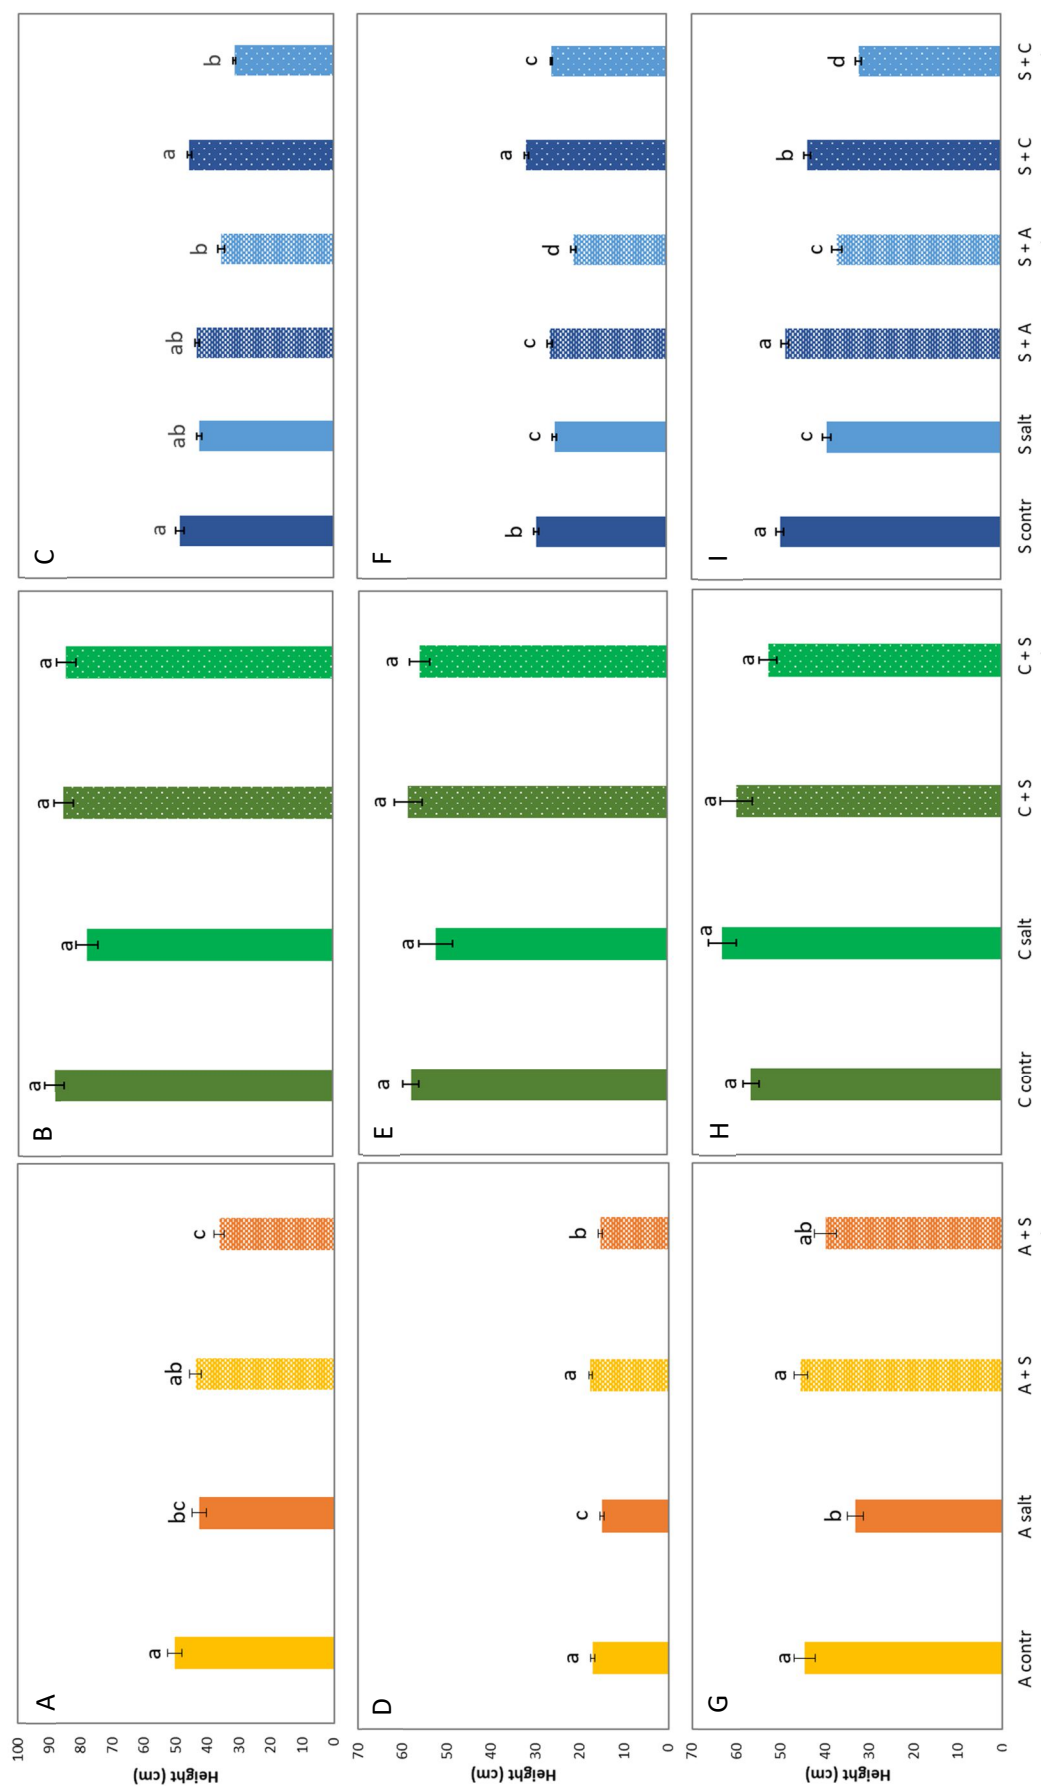 Height (cm)
100
90
80
70
60
50
40
30
20
10
0
A
a bc ab c
B
a a a a
C
a ab ab b a b
Height (cm)
70
60
50
40
30
20
10
0
D
a c a b
E
a a a a
F
b c c d a c
Height (cm)
70
60
50
40
30
20
10
0
G
a b a ab
H
a a a a
I
a c a c b d
A contr A salt A + S A + S
C contr C salt C + S C + S
S contr S salt S + A S + A S + C S + C